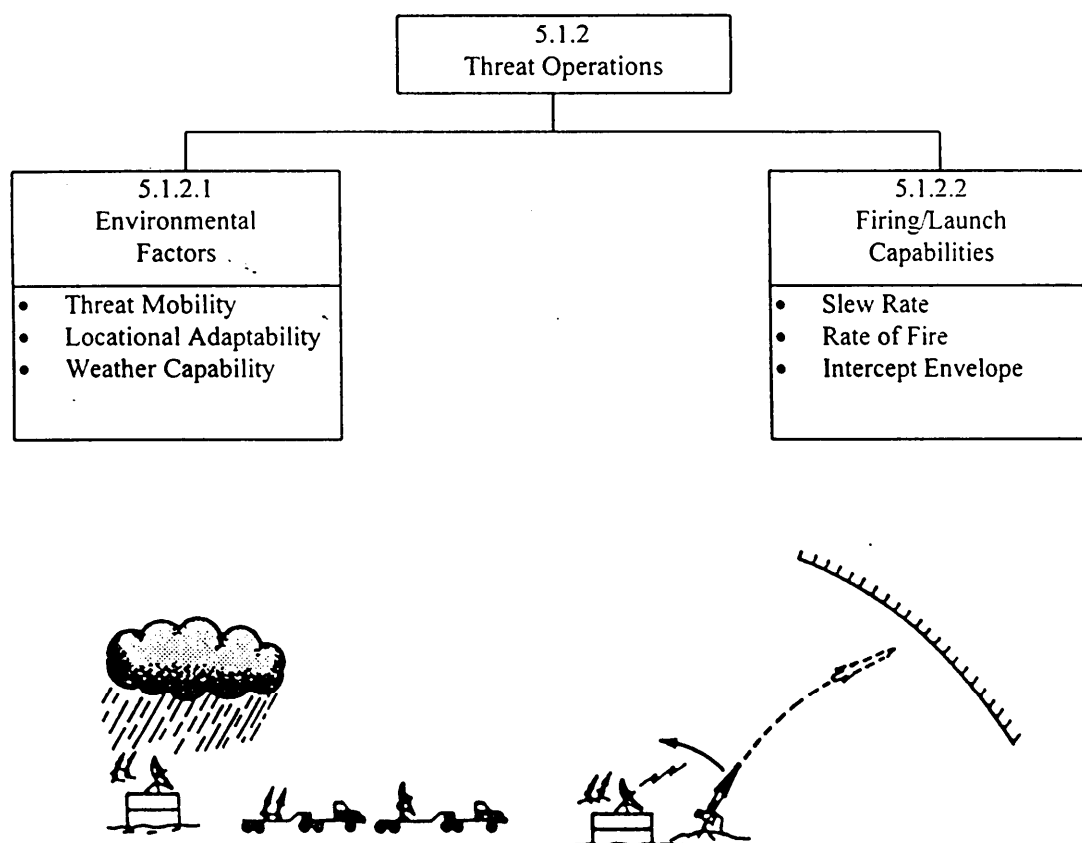 5.1.2
Threat Operations
5.1.2.1
Environmental
Factors
• Threat Mobility
• Locational Adaptability
• Weather Capability
5.1.2.2
Firing/Launch
Capabilities
• Slew Rate
• Rate of Fire
• Intercept Envelope